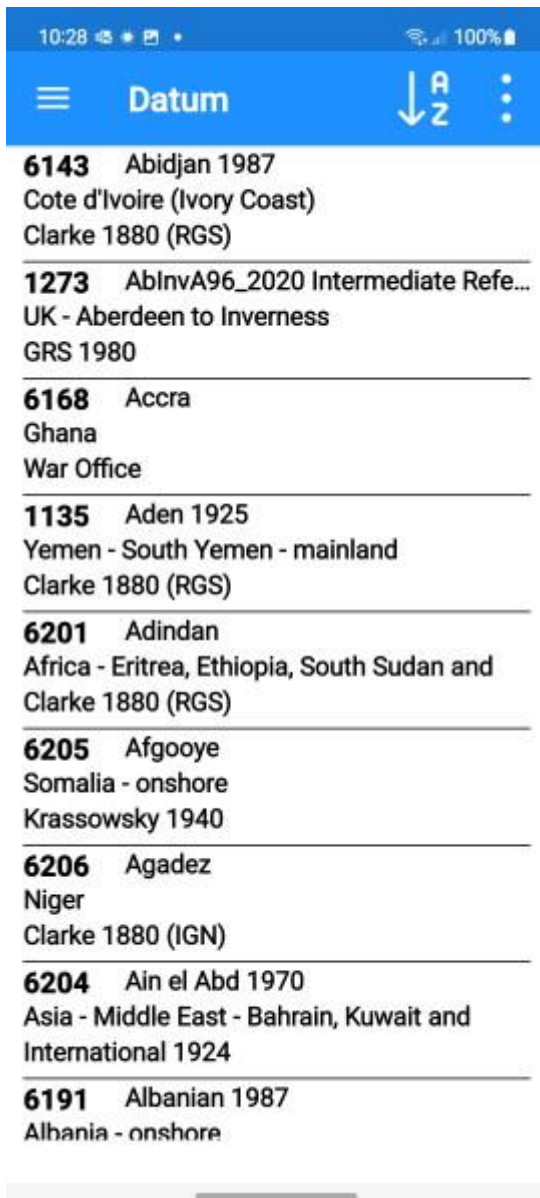 10:28 100%
Datum A Z
6143 Abidjan 1987
Cote d'Ivoire (Ivory Coast)
Clarke 1880 (RGS)
1273 AbInvA96_2020 Intermediate Refe...
UK - Aberdeen to Inverness
GRS 1980
6168 Accra
Ghana
War Office
1135 Aden 1925
Yemen - South Yemen - mainland
Clarke 1880 (RGS)
6201 Adindan
Africa - Eritrea, Ethiopia, South Sudan and
Clarke 1880 (RGS)
6205 Afgooye
Somalia - onshore
Krassowsky 1940
6206 Agadez
Niger
Clarke 1880 (IGN)
6204 Ain el Abd 1970
Asia - Middle East - Bahrain, Kuwait and
International 1924
6191 Albanian 1987
Albania - onshore